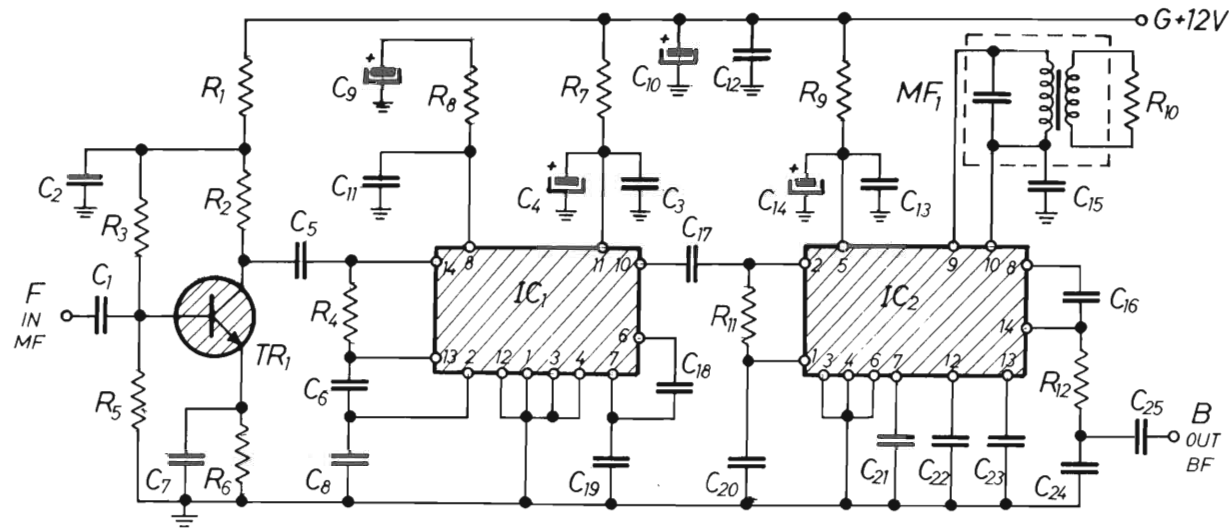 G+12V
R1
C9
+
R8
R7
C10
+
C12
R9
MF1
R10
C2
R3
R2
C11
C4
+
C3
C14
+
C13
C15
F
IN
MF
C1
C5
R4
14
8
11
10
IC1
6
13
2
12
1
3
4
7
C17
R11
2
5
9
10
8
IC2
14
1
3
4
6
7
12
13
C16
TR1
R5
C6
C18
R12
C25
B
OUT
BF
C7
R6
C8
C19
C20
C21
C22
C23
C24